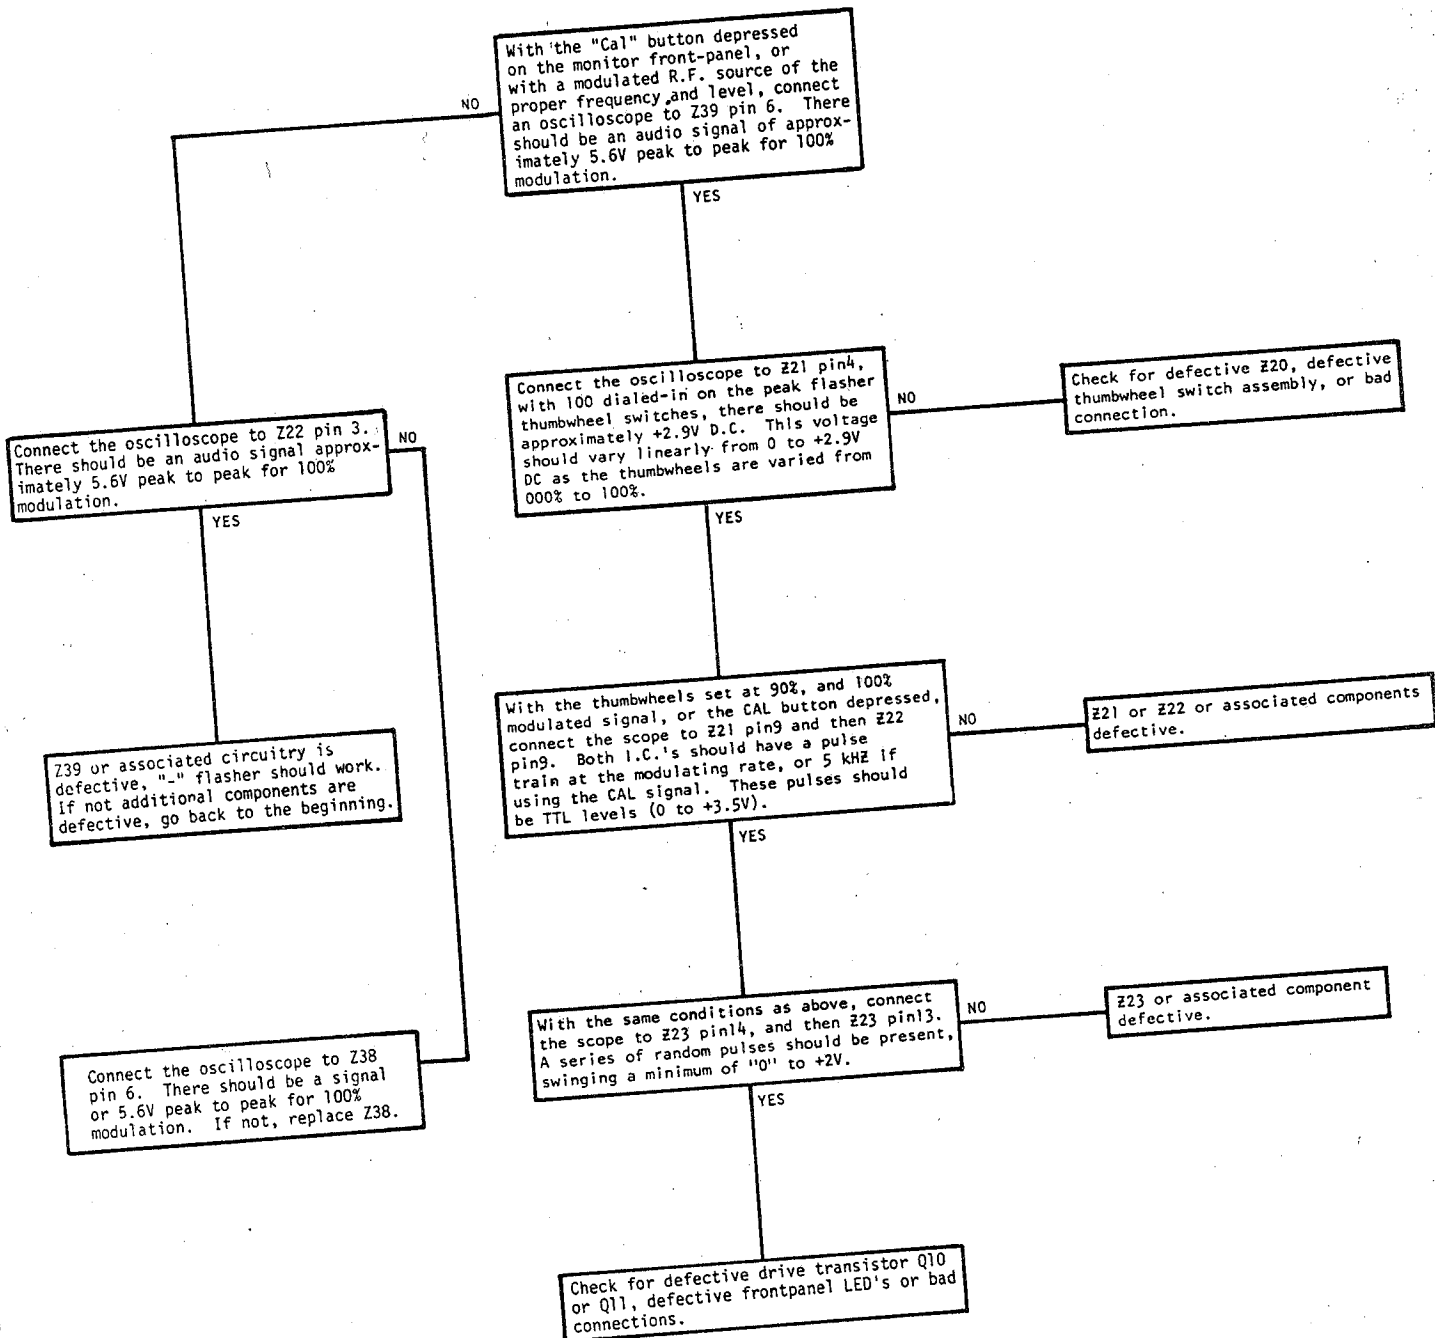 With the "Cal" button depressed
on the monitor front-panel, or
with a modulated R.F. source of the
proper frequency and level, connect
an oscilloscope to Z39 pin 6. There
should be an audio signal of approx-
imately 5.6V peak to peak for 100%
modulation.
NO
YES
Connect the oscilloscope to Z21 pin4,
with 100 dialed-in on the peak flasher
thumbwheel switches, there should be
approximately +2.9V D.C. This voltage
should vary linearly from 0 to +2.9V
DC as the thumbwheels are varied from
000% to 100%.
NO
YES
Check for defective Z20, defective
thumbwheel switch assembly, or bad
connection.
Connect the oscilloscope to Z22 pin 3.
There should be an audio signal approx-
imately 5.6V peak to peak for 100%
modulation.
NO
YES
With the thumbwheels set at 90%, and 100%
modulated signal, or the CAL button depressed,
connect the scope to Z21 pin9 and then Z22
pin9. Both I.C.'s should have a pulse
train at the modulating rate, or 5 kHZ if
using the CAL signal. These pulses should
be TTL levels (0 to +3.5V).
NO
YES
Z21 or Z22 or associated components
defective.
Z39 or associated circuitry is
defective, "-" flasher should work.
If not additional components are
defective, go back to the beginning.
With the same conditions as above, connect
the scope to Z23 pin14, and then Z23 pin13.
A series of random pulses should be present,
swinging a minimum of "0" to +2V.
NO
YES
Z23 or associated component
defective.
Connect the oscilloscope to Z38
pin 6. There should be a signal
or 5.6V peak to peak for 100%
modulation. If not, replace Z38.
Check for defective drive transistor Q10
or Q11, defective frontpanel LED's or bad
connections.